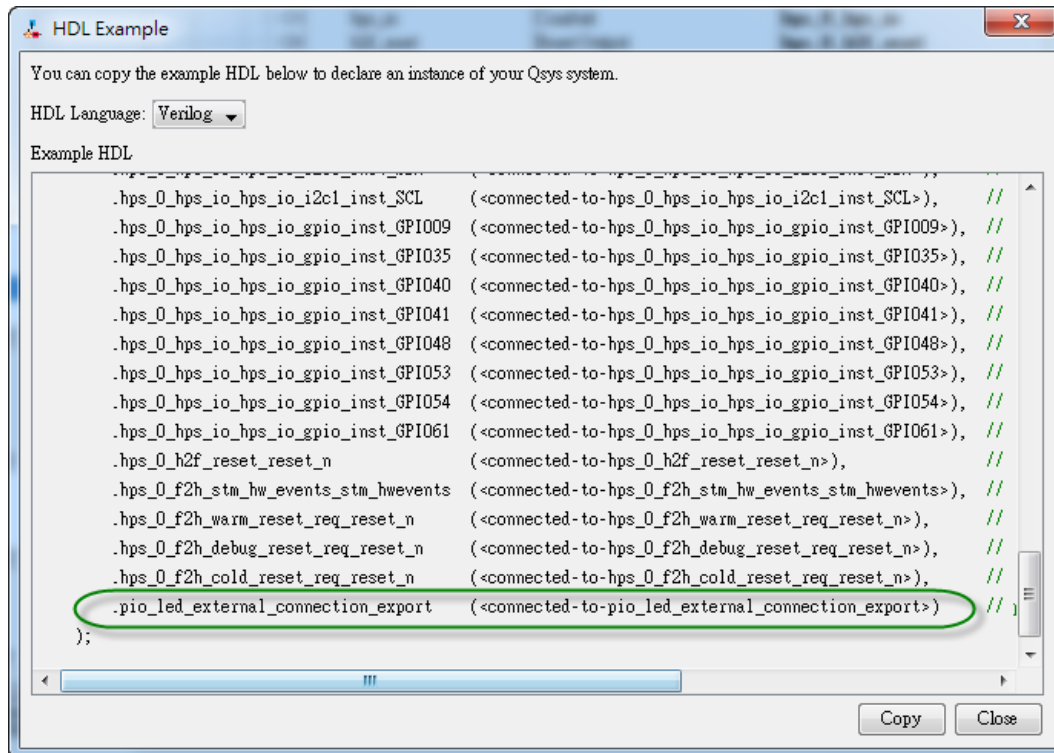 HDL Example
You can copy the example HDL below to declare an instance of your Qsys system.
HDL Language: Verilog
Example HDL
.hps_0_hps_io_hps_io_i2c1_inst_SCL (<connected-to-hps_0_hps_io_hps_io_i2c1_inst_SCL>), //
.hps_0_hps_io_hps_io_gpio_inst_GPIO09 (<connected-to-hps_0_hps_io_hps_io_gpio_inst_GPIO09>), //
.hps_0_hps_io_hps_io_gpio_inst_GPIO35 (<connected-to-hps_0_hps_io_hps_io_gpio_inst_GPIO35>), //
.hps_0_hps_io_hps_io_gpio_inst_GPIO40 (<connected-to-hps_0_hps_io_hps_io_gpio_inst_GPIO40>), //
.hps_0_hps_io_hps_io_gpio_inst_GPIO41 (<connected-to-hps_0_hps_io_hps_io_gpio_inst_GPIO41>), //
.hps_0_hps_io_hps_io_gpio_inst_GPIO48 (<connected-to-hps_0_hps_io_hps_io_gpio_inst_GPIO48>), //
.hps_0_hps_io_hps_io_gpio_inst_GPIO53 (<connected-to-hps_0_hps_io_hps_io_gpio_inst_GPIO53>), //
.hps_0_hps_io_hps_io_gpio_inst_GPIO54 (<connected-to-hps_0_hps_io_hps_io_gpio_inst_GPIO54>), //
.hps_0_hps_io_hps_io_gpio_inst_GPIO61 (<connected-to-hps_0_hps_io_hps_io_gpio_inst_GPIO61>), //
.hps_0_h2f_reset_reset_n (<connected-to-hps_0_h2f_reset_reset_n>), //
.hps_0_f2h_stm_hw_events_stm_hwevents (<connected-to-hps_0_f2h_stm_hw_events_stm_hwevents>), //
.hps_0_f2h_warm_reset_req_reset_n (<connected-to-hps_0_f2h_warm_reset_req_reset_n>), //
.hps_0_f2h_debug_reset_req_reset_n (<connected-to-hps_0_f2h_debug_reset_req_reset_n>), //
.hps_0_f2h_cold_reset_req_reset_n (<connected-to-hps_0_f2h_cold_reset_req_reset_n>), //
.pio_led_external_connection_export (<connected-to-pio_led_external_connection_export>) //
);
Copy Close